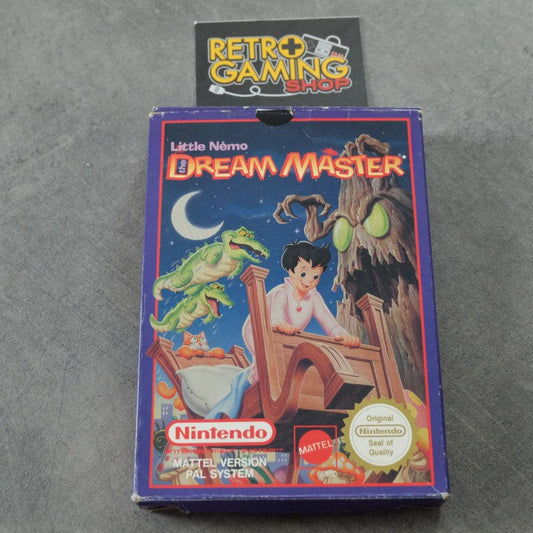 RETRO
GAMING
SHOP
Little Nemo
the DREAM MASTER
Nintendo
MATTEL VERSION
PAL SYSTEM
MATTEL
Original
Nintendo
Seal of
Quality